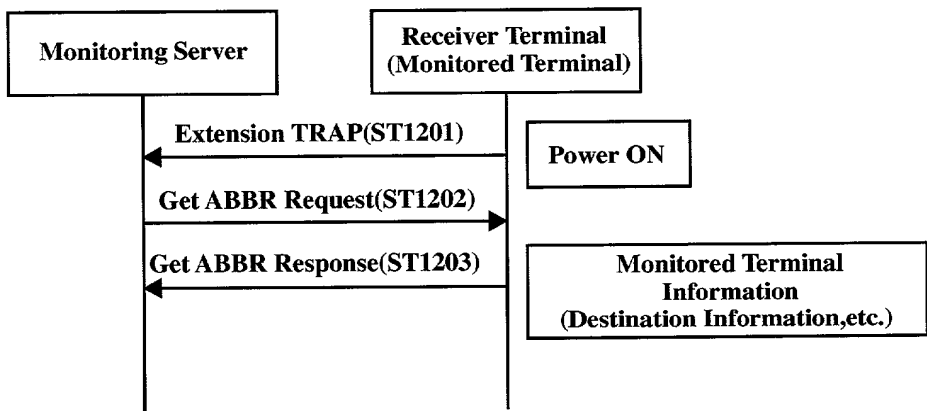 Monitoring Server
Receiver Terminal
(Monitored Terminal)
Extension TRAP(ST1201)
Power ON
Get ABBR Request(ST1202)
Get ABBR Response(ST1203)
Monitored Terminal
Information
(Destination Information,etc.)